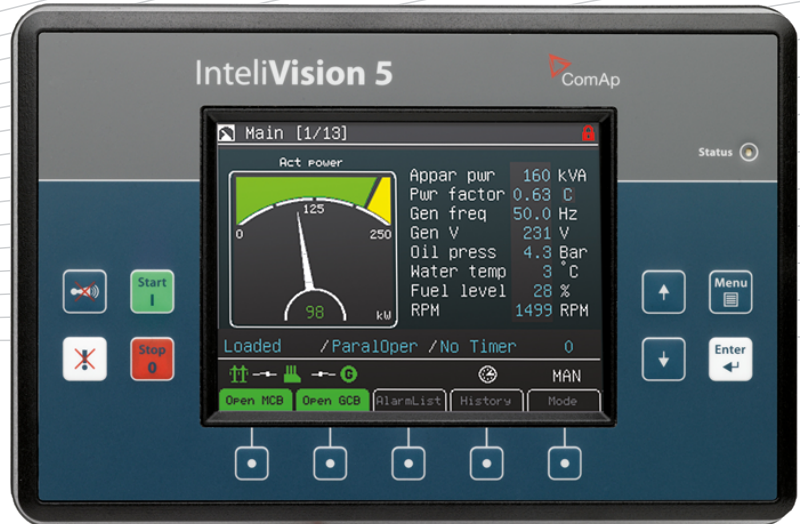 InteliVision 5
ComAp
Main [1/13]
Status
Act power
0
125
250
98
kW
Appar pwr 160 kVA
Pwr factor 0.63 C
Gen freq 50.0 Hz
Gen V 231 V
Oil press 4.3 Bar
Water temp 3 °C
Fuel level 28 %
RPM 1499 RPM
Loaded /ParalOper /No Timer 0
G
MAN
Open MCB Open GCB AlarmList History Mode
Start
I
Stop
0
Menu
Enter